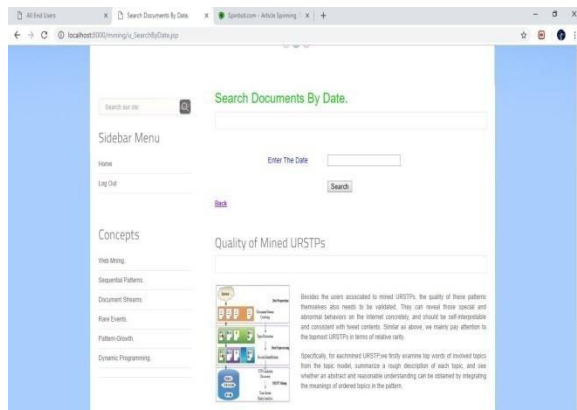 All End Users
Search Documents By Date.
Spinbot.com - Article Spinning,
localhost:8000/mining/u_SearchByDate.jsp
Search our site:
Search Documents By Date.
Sidebar Menu
Enter The Date
Home
Search
Log Out
Back
Concepts
Quality of Mined URSTPs
Web Mining.
Sequential Patterns.
Document Streams.
Rare Events.
Pattern-Growth.
Dynamic Programming.
Besides the users associated to mined URSTPs, the quality of these patterns
themselves also needs to be validated. They can reveal those special and
abnormal behaviors on the Internet concretely, and should be self-interpretable
and consistent with tweet contents. Similar as above, we mainly pay attention to
the topmost URSTPs in terms of relative rarity.
Specifically, for eachmined URSTP,we firstly examine top words of involved topics
from the topic model, summarize a rough description of each topic, and see
whether an abstract and reasonable understanding can be obtained by integrating
the meanings of ordered topics in the pattern.